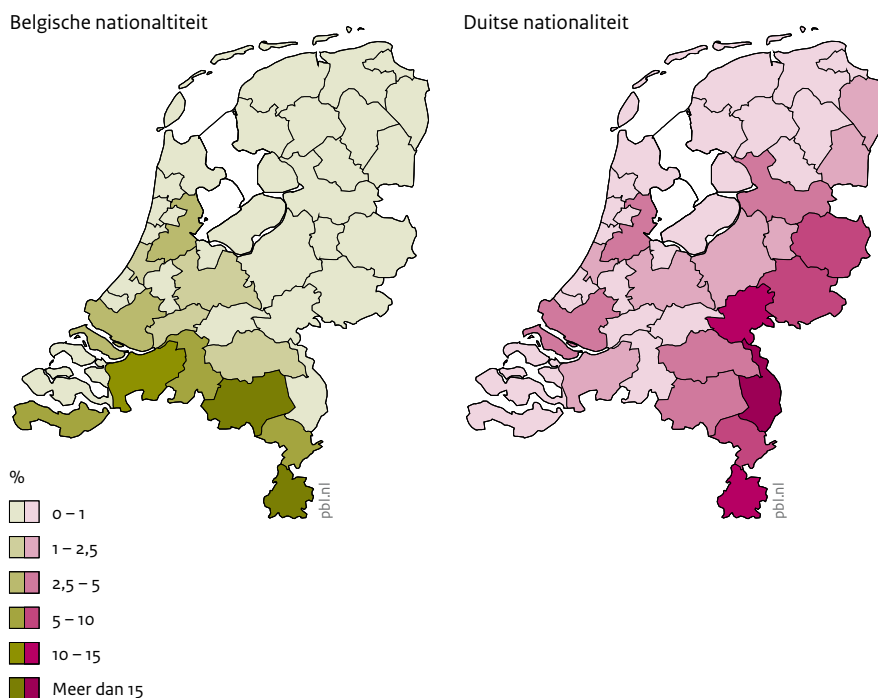 Belgische nationaltiteit
Duitse nationaliteit
%
0 – 1
1 – 2,5
2,5 – 5
5 – 10
10 – 15
Meer dan 15
pbl.nl
pbl.nl